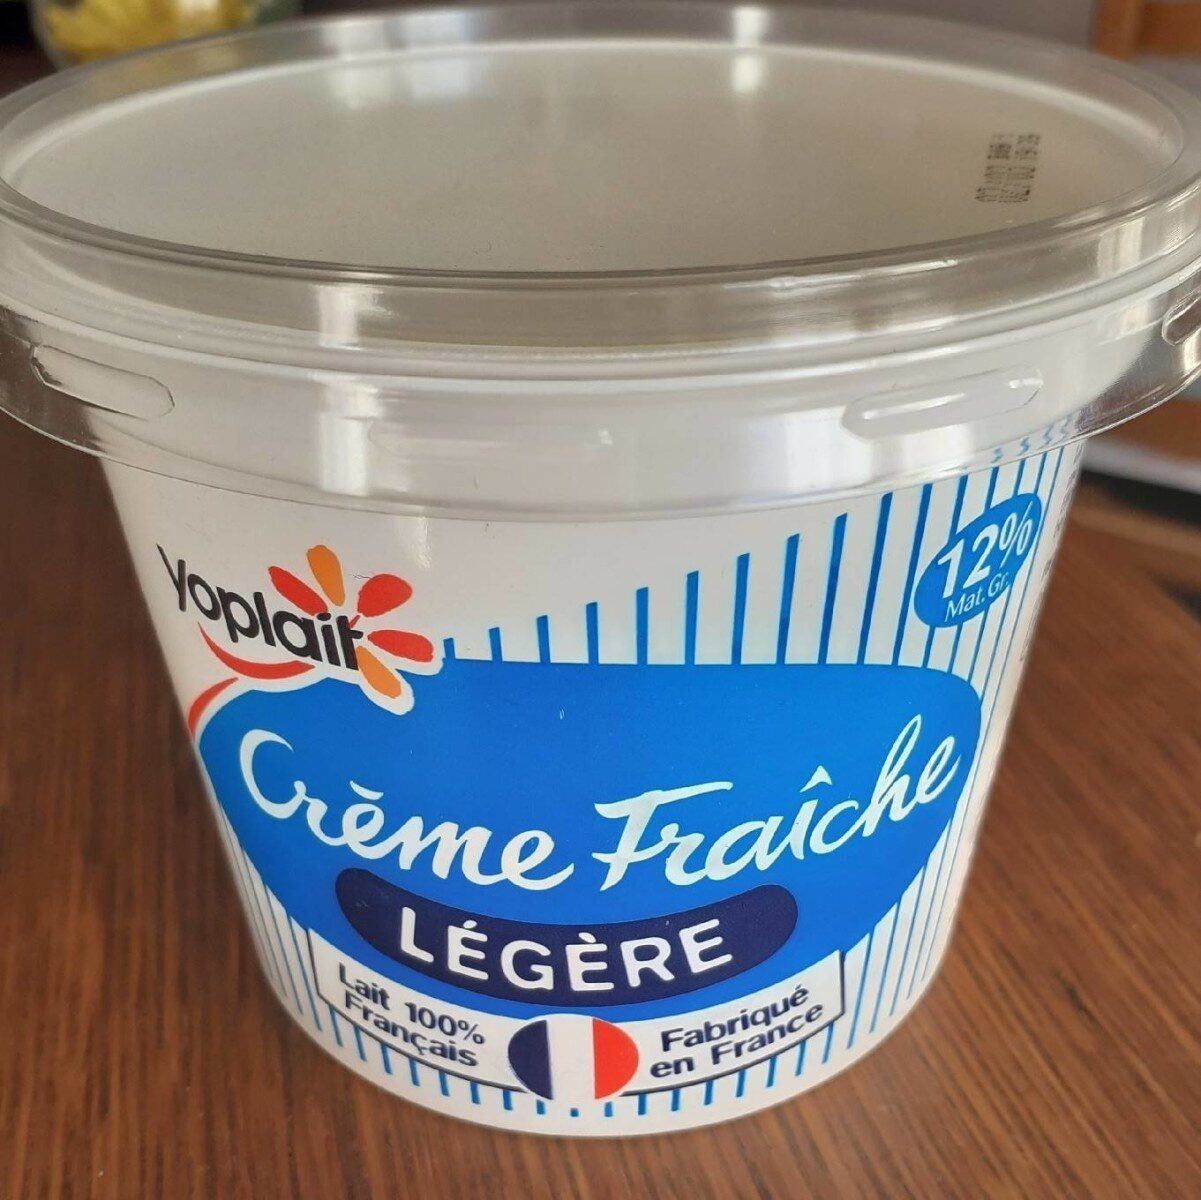 Yoplait
12%
Mat. Gr.
Crème Fraîche
LÉGÈRE
Lait 100%
Français
Fabriqué
en France